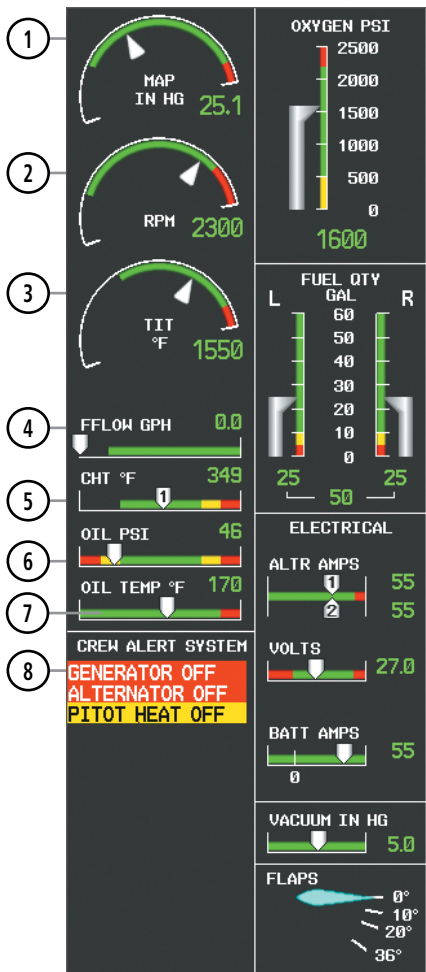 1
MAP
IN HG 25.1
2
RPM 2300
3
TIT
°F 1550
4
FFLOW GPH 0.0
5
CHT °F 349
1
6
OIL PSI 46
7
OIL TEMP °F 170
8
CREW ALERT SYSTEM
GENERATOR OFF
ALTERNATOR OFF
PITOT HEAT OFF
OXYGEN PSI
2500
2000
1500
1000
500
0
1600
FUEL QTY
L GAL R
60
50
40
30
20
10
0
25 25
50
ELECTRICAL
ALTR AMPS
1 55
2 55
VOLTS
27.0
BATT AMPS
55
0
VACUUM IN HG
5.0
FLAPS
0°
10°
20°
36°